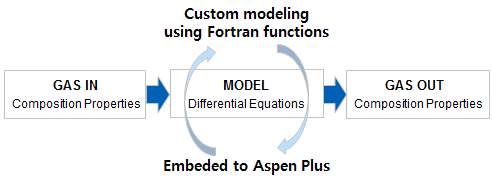 Custom modeling
using Fortran functions
GAS IN
Composition Properties
MODEL
Differential Equations
GAS OUT
Composition Properties
Embeded to Aspen Plus